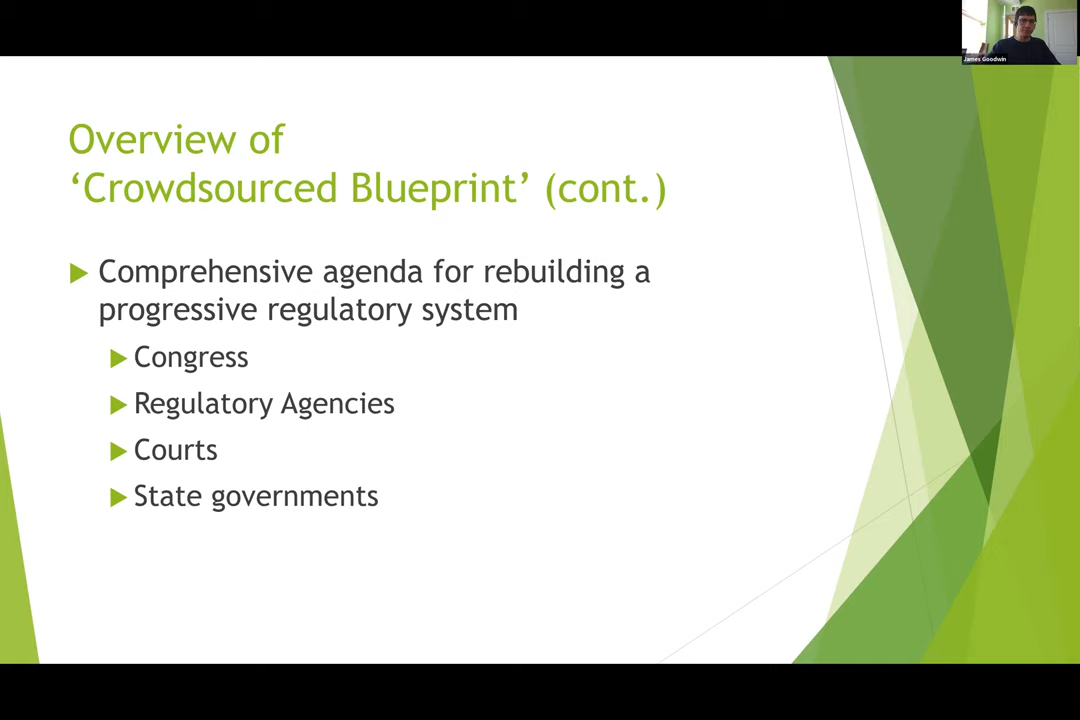 James Goodwin
Overview of
‘Crowdsourced Blueprint’ (cont.)
Comprehensive agenda for rebuilding a
progressive regulatory system
Congress
Regulatory Agencies
Courts
State governments